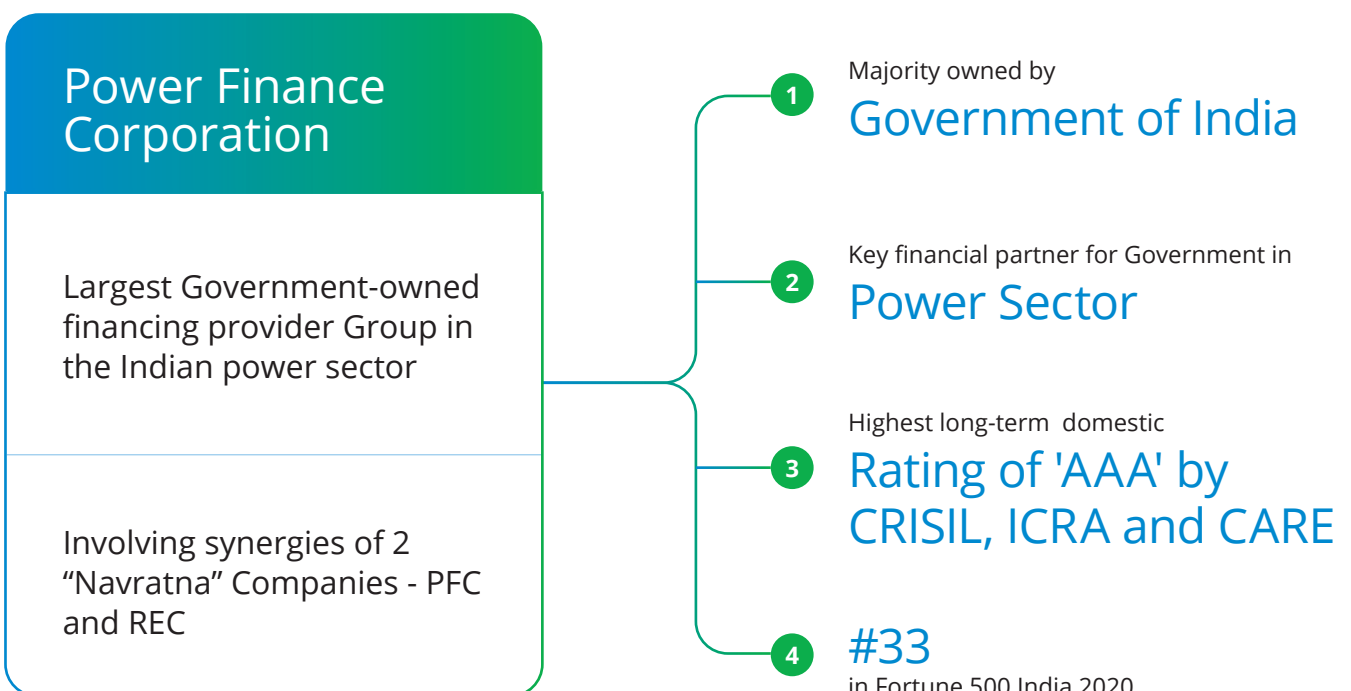 Power Finance
Corporation
Largest Government-owned
financing provider Group in
the Indian power sector
Involving synergies of 2
“Navratna” Companies - PFC
and REC
1
Majority owned by
Government of India
2
Key financial partner for Government in
Power Sector
3
Highest long-term  domestic
Rating of 'AAA' by
CRISIL, ICRA and CARE
4
#33
in Fortune 500 India 2020